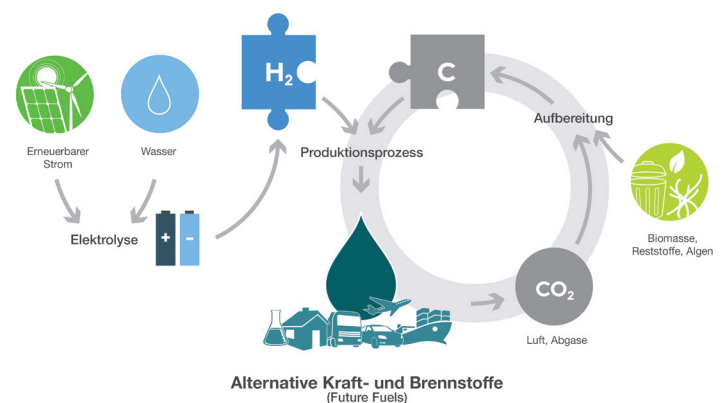 H₂
C
Erneuerbarer
Strom
Wasser
Produktionsprozess
Aufbereitung
Elektrolyse
+
-
Biomasse,
Reststoffe, Algen
CO₂
Luft, Abgase
Alternative Kraft- und Brennstoffe
(Future Fuels)